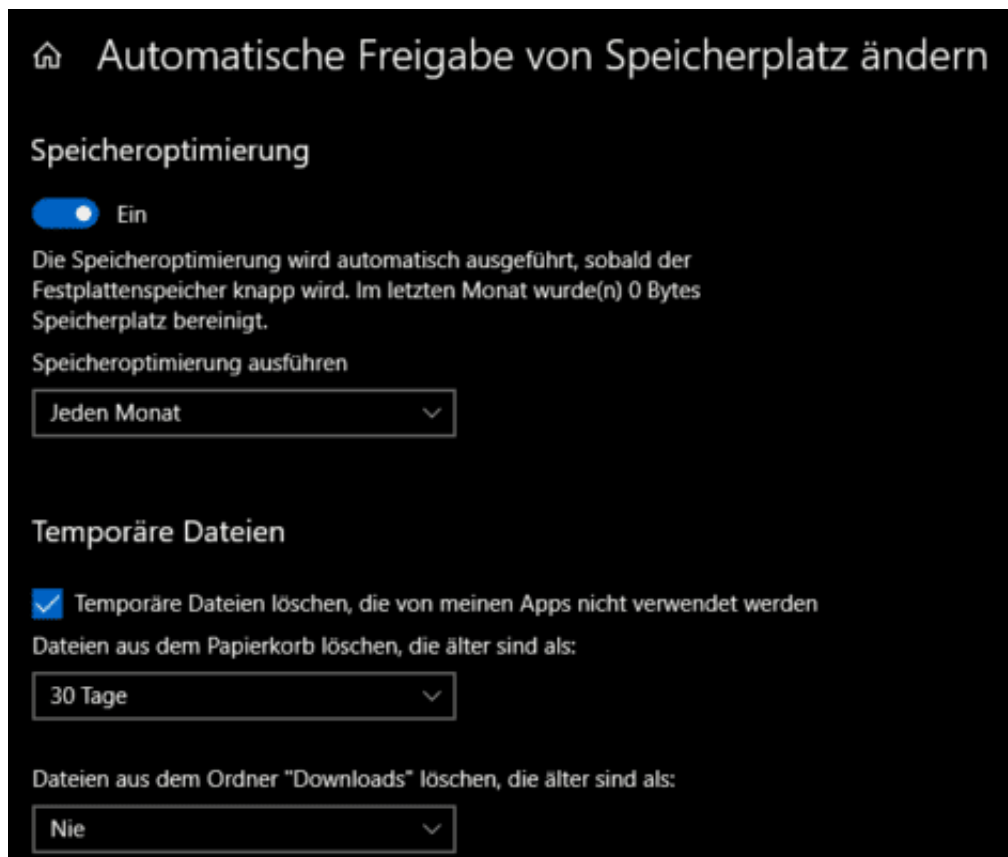 Automatische Freigabe von Speicherplatz ändern
Speicheroptimierung
Ein
Die Speicheroptimierung wird automatisch ausgeführt, sobald der
Festplattenspeicher knapp wird. Im letzten Monat wurde(n) 0 Bytes
Speicherplatz bereinigt.
Speicheroptimierung ausführen
Jeden Monat
Temporäre Dateien
Temporäre Dateien löschen, die von meinen Apps nicht verwendet werden
Dateien aus dem Papierkorb löschen, die älter sind als:
30 Tage
Dateien aus dem Ordner "Downloads" löschen, die älter sind als:
Nie